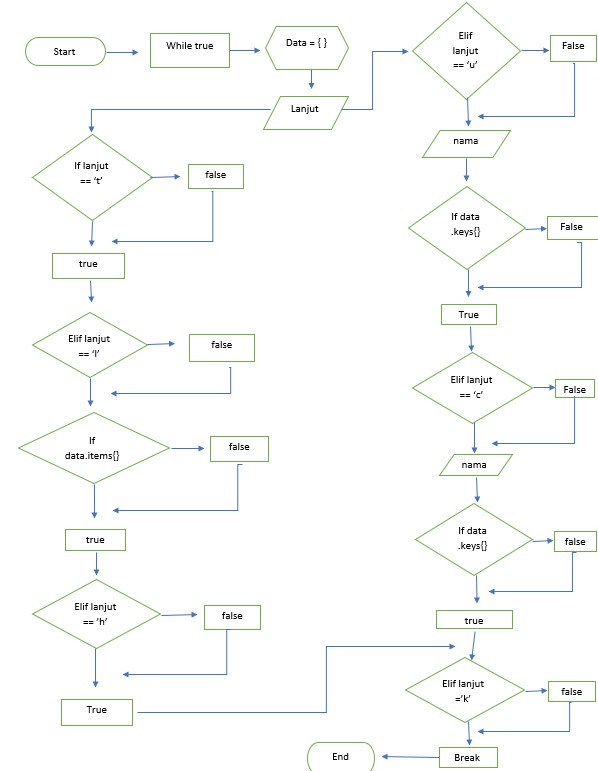 Start
While true
Data = { }
Lanjut
If lanjut
== ‘t’
false
true
Elif lanjut
== ‘l’
false
If
data.items{}
false
true
Elif lanjut
== ‘h’
false
True
Elif
lanjut
== ‘u’
False
nama
If data
.keys{}
False
True
Elif lanjut
== ‘c’
False
nama
If data
.keys{}
false
true
Elif lanjut
=‘k’
false
Break
End